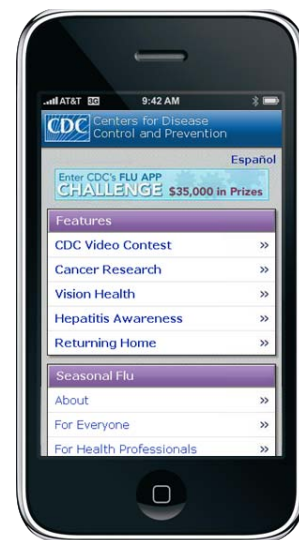 AT&T 3G 9:42 AM
CDC Centers for Disease
Control and Prevention
Español
Enter CDC's FLU APP
CHALLENGE $35,000 in Prizes
Features
CDC Video Contest »
Cancer Research »
Vision Health »
Hepatitis Awareness »
Returning Home »
Seasonal Flu
About »
For Everyone »
For Health Professionals »